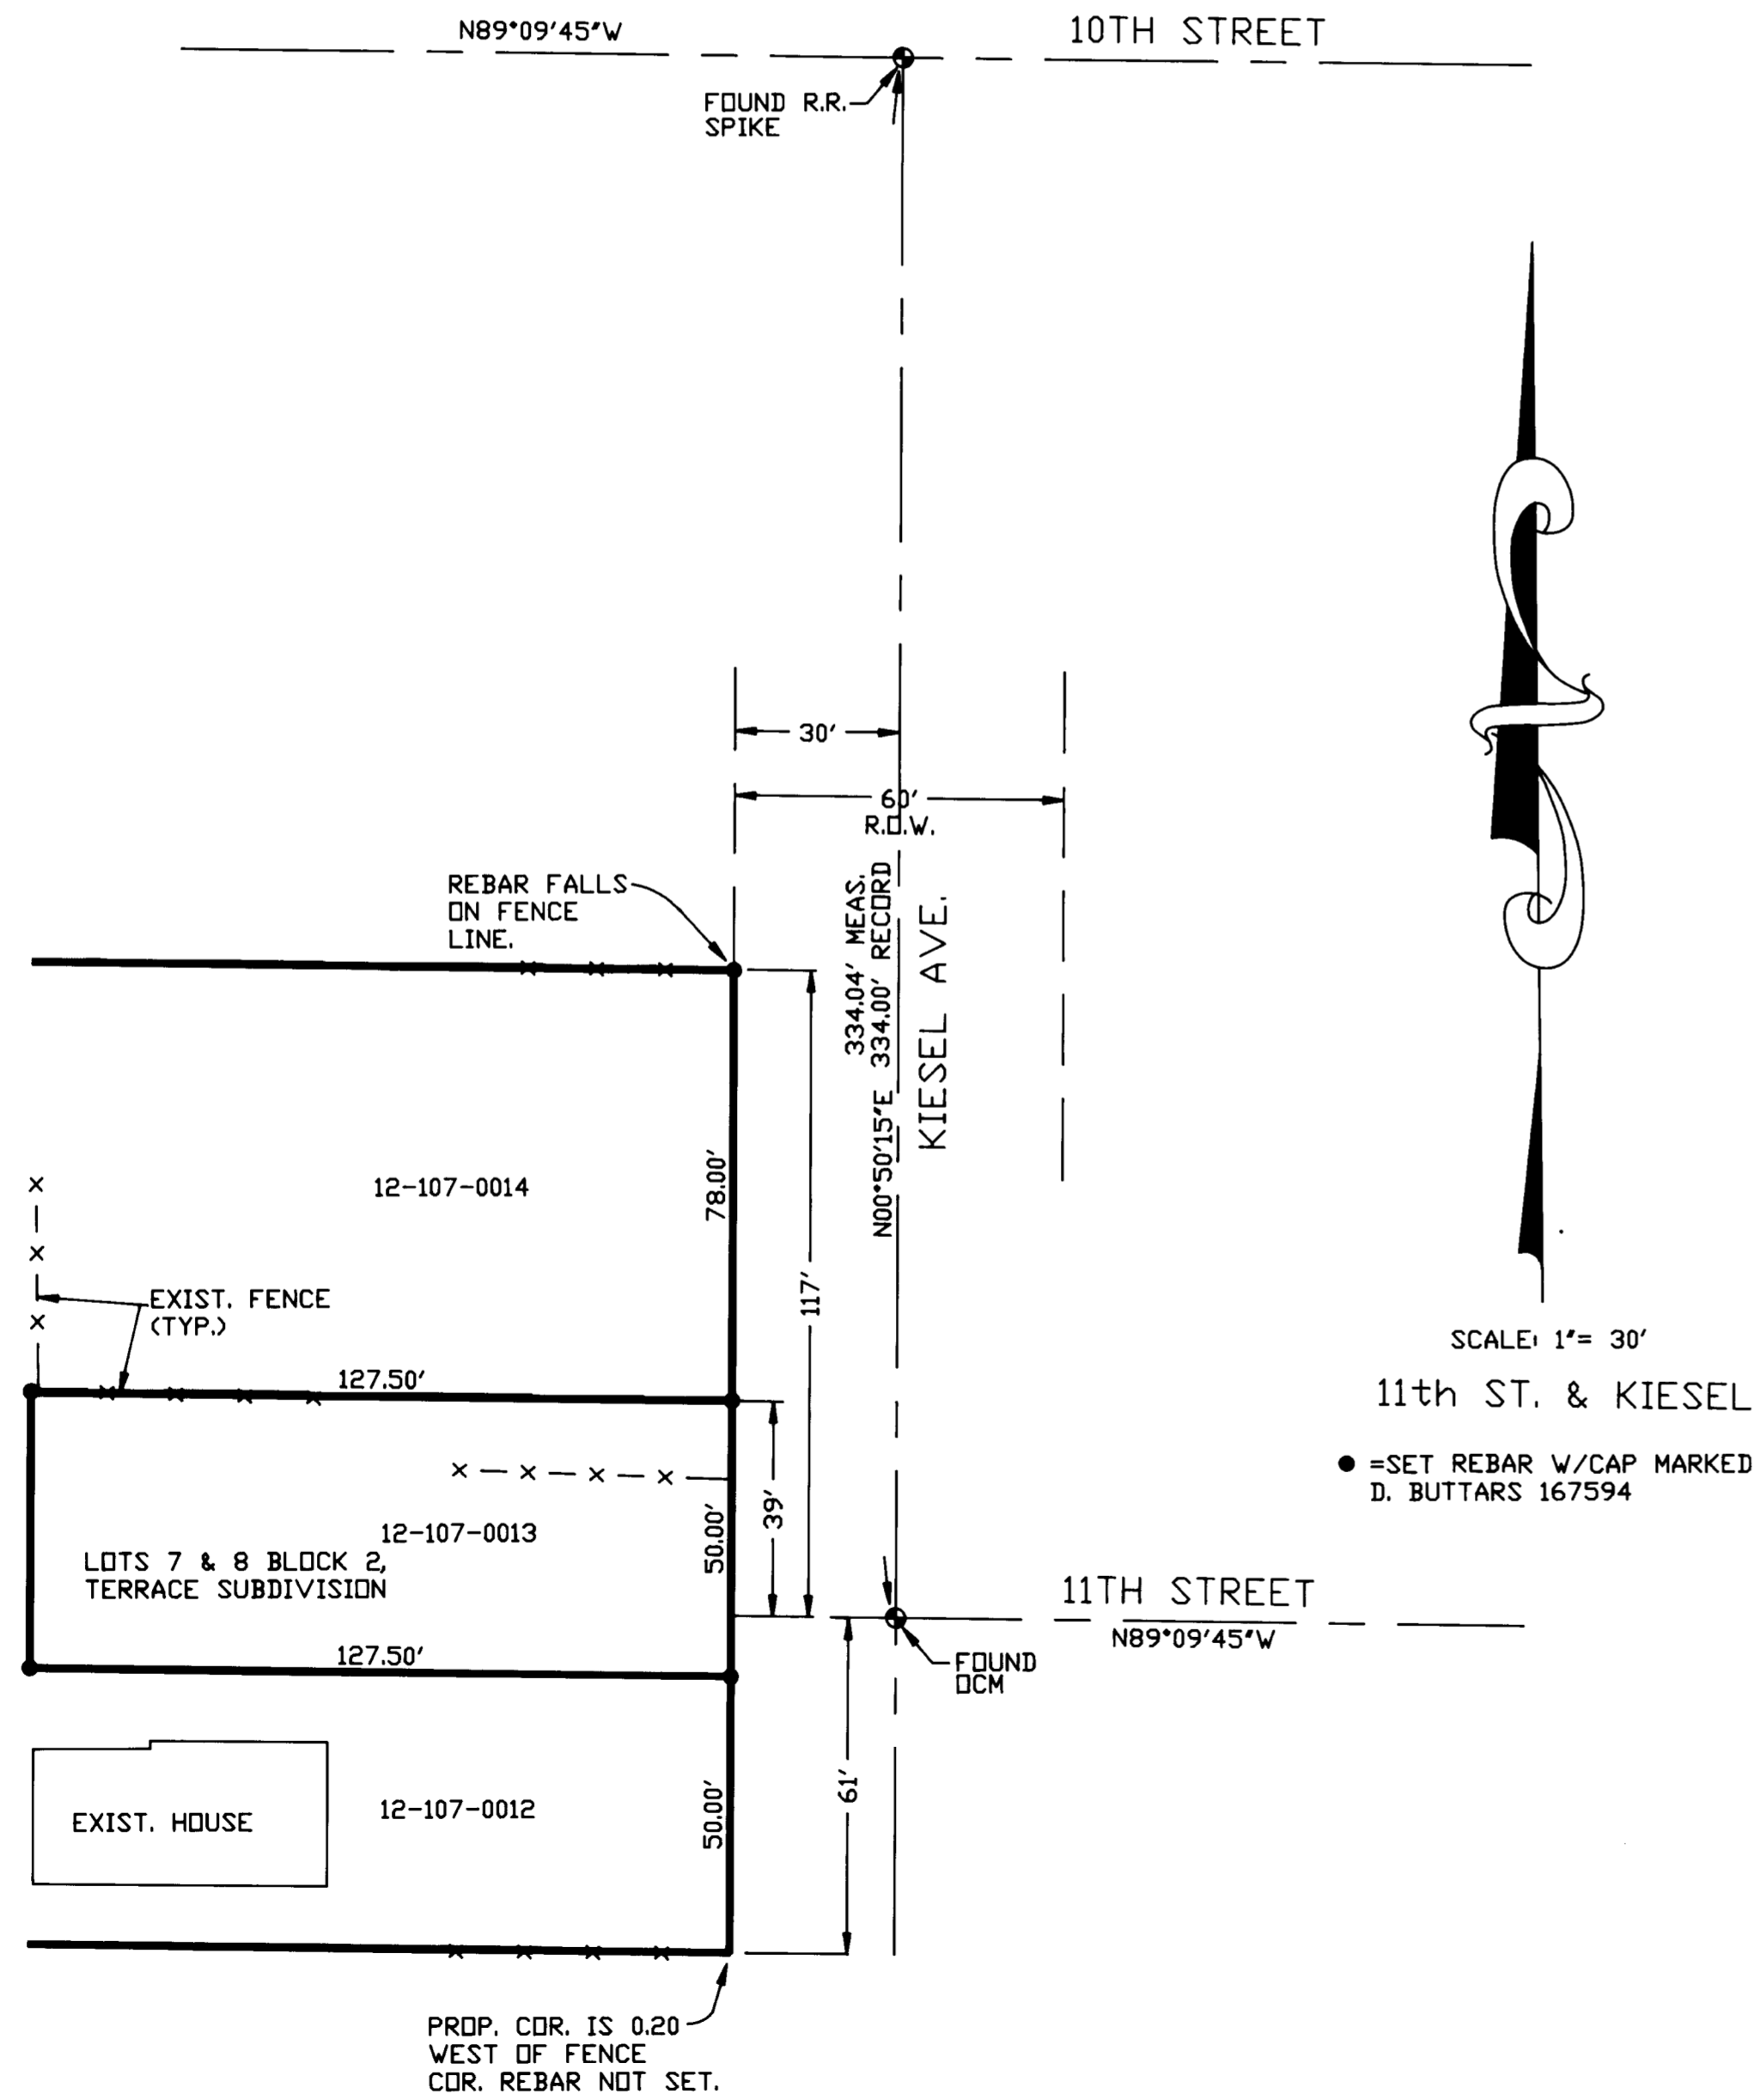 N89°09'45"W
10TH STREET
FOUND R.R.
SPIKE
30'
60'
R.O.W.
REBAR FALLS
ON FENCE
LINE.
334.04' MEAS.
N00°50'15"E 334.00' RECORD
KIESEL AVE.
78.00'
12-107-0014
117'
EXIST. FENCE
(TYP.)
SCALE: 1"= 30'
127.50'
11th ST. & KIESEL
=SET REBAR W/CAP MARKED
D. BUTTARS 167594
39'
50.00'
12-107-0013
LOTS 7 & 8 BLOCK 2,
TERRACE SUBDIVISION
11TH STREET
N89°09'45"W
127.50'
FOUND
OCM
61'
50.00'
12-107-0012
EXIST. HOUSE
PROP. COR. IS 0.20
WEST OF FENCE
COR. REBAR NOT SET.